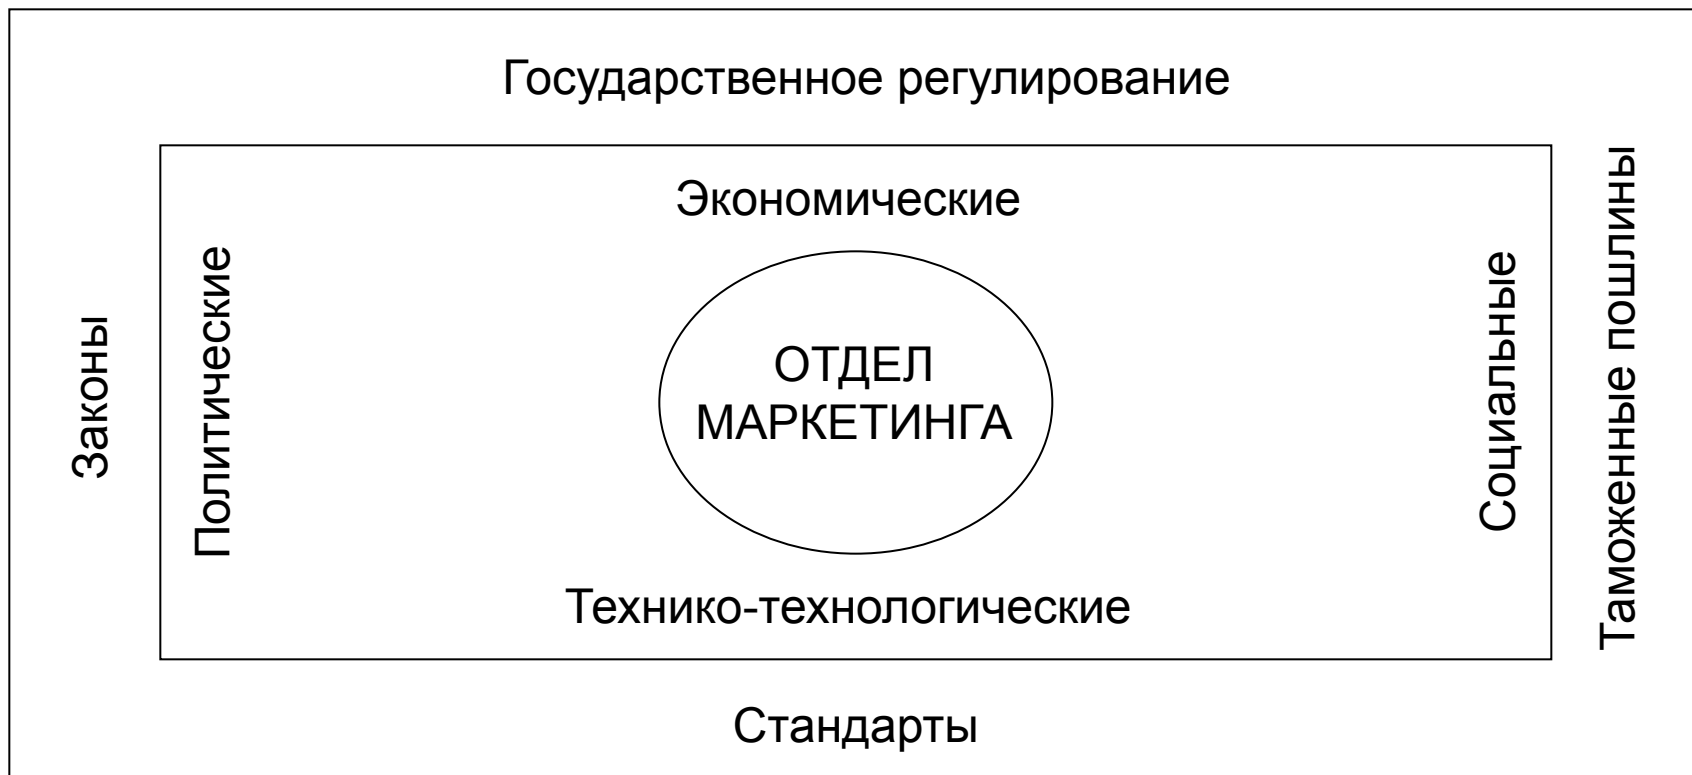 Государственное регулирование
Экономические
Законы
Политические
ОТДЕЛ
МАРКЕТИНГА
Социальные
Таможенные пошлины
Технико-технологические
Стандарты